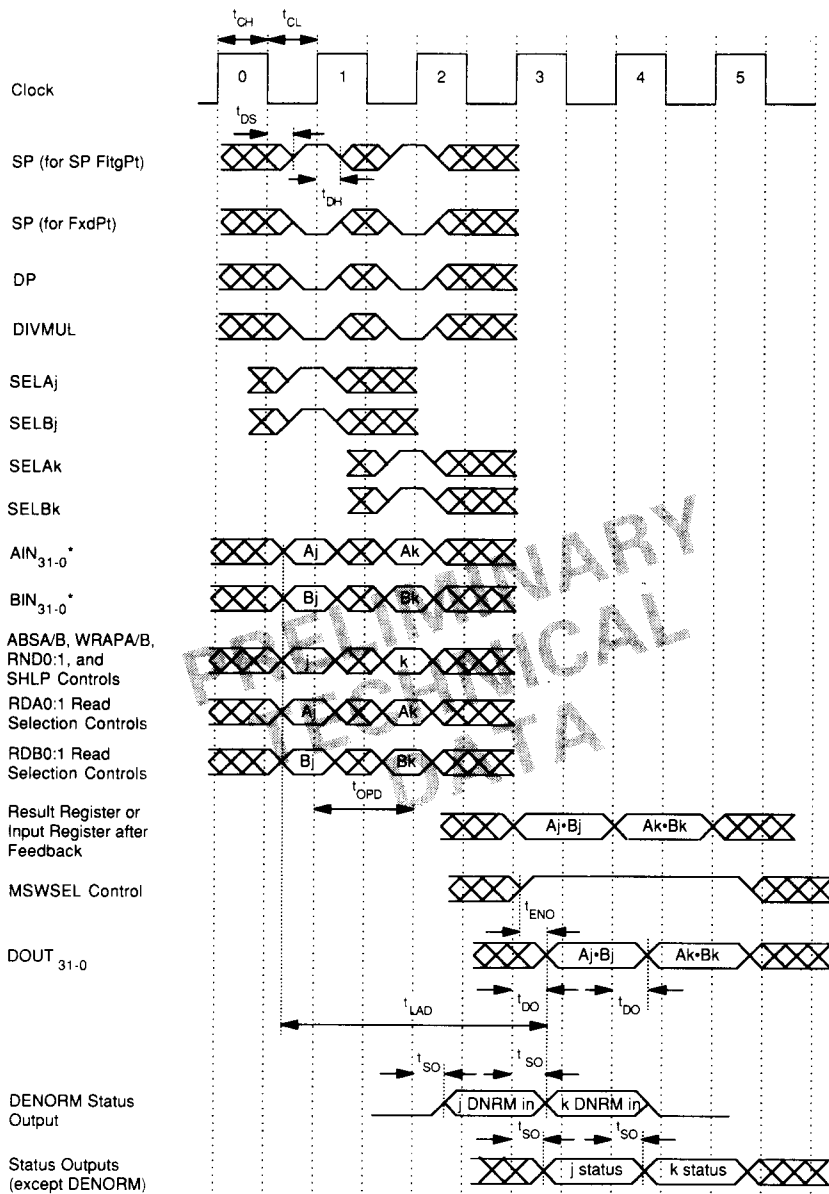 tCH tCL
0 1 2 3 4 5
Clock
tDS
SP (for SP FltgPt)
tDH
SP (for FxdPt)
DP
DIVMUL
SELAj
SELBj
SELAk
SELBk
AIN31-0* Aj Ak
BIN31-0* Bj Bk
ABSA/B, WRAPA/B,
RND0:1, and
SHLP Controls
j k
RDA0:1 Read
Selection Controls
Aj Ak
RDB0:1 Read
Selection Controls
Bj Bk
tOPD
Result Register or
Input Register after
Feedback
Aj•Bj Ak•Bk
MSWSEL Control
tENO
DOUT 31-0 Aj•Bj Ak•Bk
tDO tDO
tLAD
tSO tSO
DENORM Status
Output
j DNRM in k DNRM in
tSO tSO
Status Outputs
(except DENORM)
j status k status
PRELIMINARY
TECHNICAL
DATA